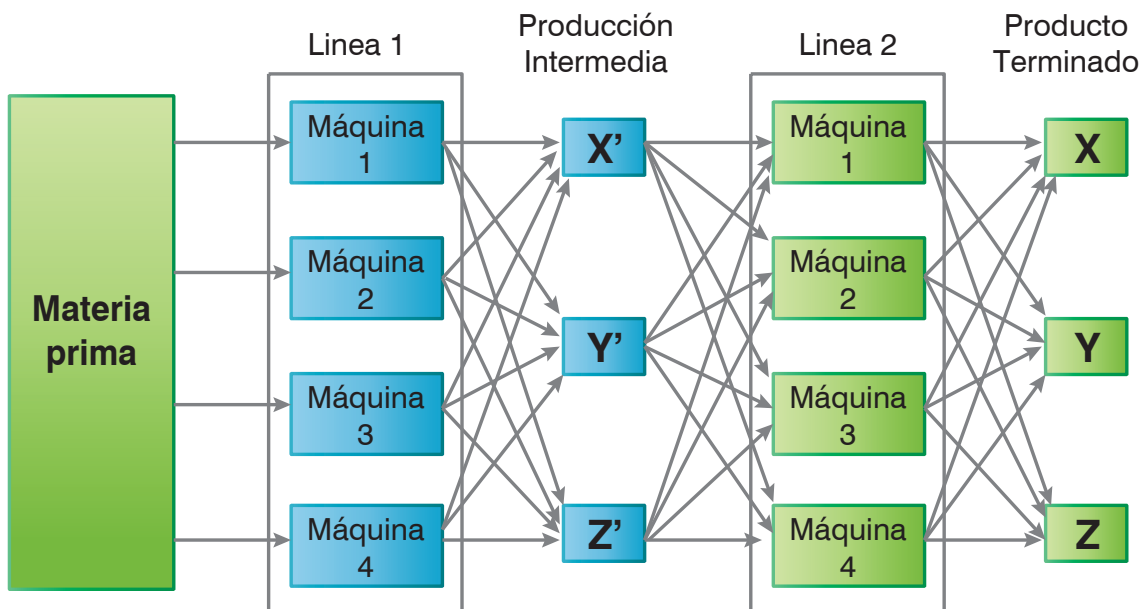 Linea 1
Producción
Intermedia
Linea 2
Producto
Terminado
Materia
prima
Máquina
1
Máquina
2
Máquina
3
Máquina
4
X’
Y’
Z’
Máquina
1
Máquina
2
Máquina
3
Máquina
4
X
Y
Z